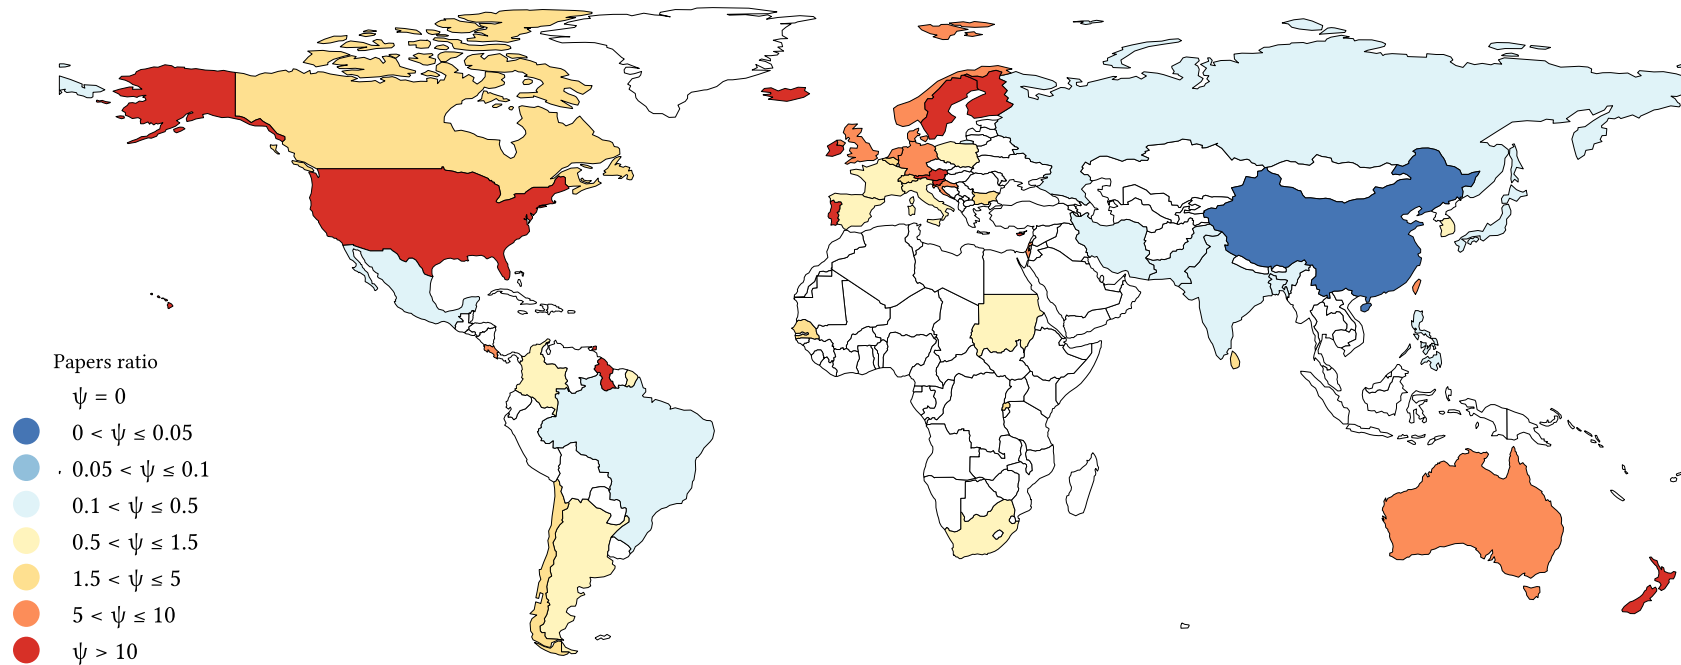 Papers ratio
ψ = 0
0 < ψ ≤ 0.05
0.05 < ψ ≤ 0.1
0.1 < ψ ≤ 0.5
0.5 < ψ ≤ 1.5
1.5 < ψ ≤ 5
5 < ψ ≤ 10
ψ > 10